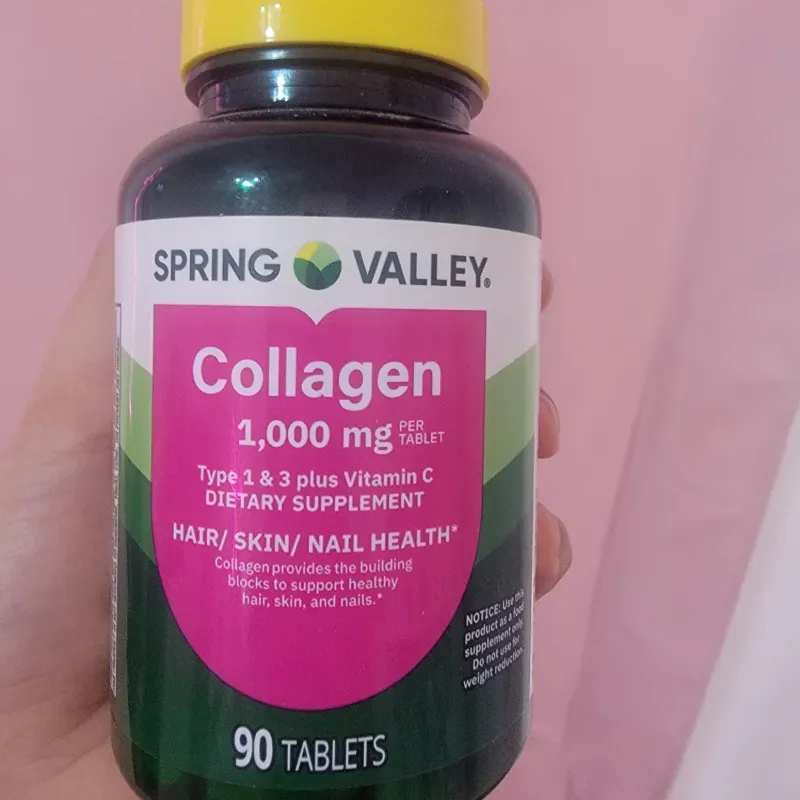 SPRING VALLEY®
Collagen
1,000 mg PER
TABLET
Type 1 & 3 plus Vitamin C
DIETARY SUPPLEMENT
HAIR/ SKIN/ NAIL HEALTH*
Collagen provides the building
blocks to support healthy
hair, skin, and nails.*
NOTICE: Use this
product as a food
supplement only.
Do not use for
weight reduction.
90 TABLETS